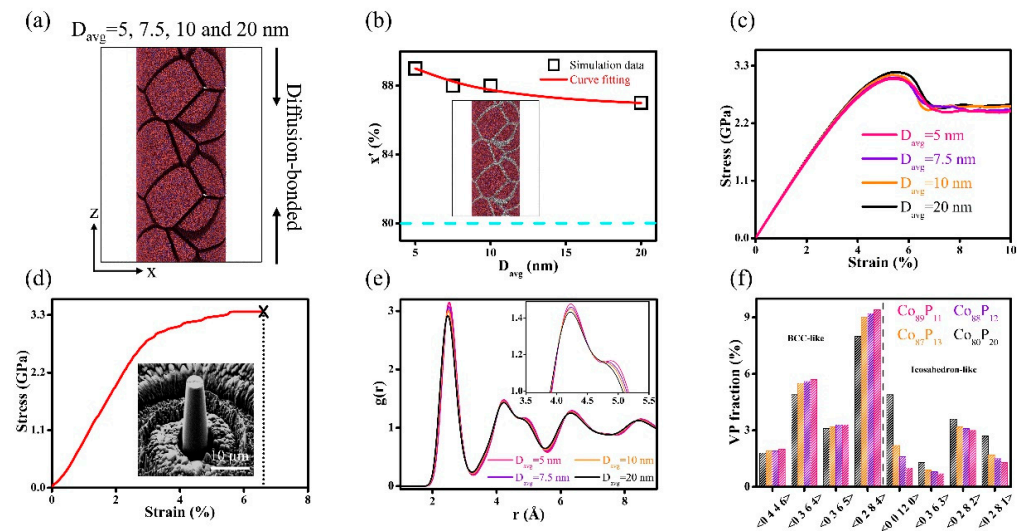 (a)
D_avg=5, 7.5, 10 and 20 nm
Diffusion-bonded
Z
X
(b)
x' (%)
88
84
80
Simulation data
Curve fitting
5
10
15
20
D_avg (nm)
(c)
Stress (GPa)
3.3
2.2
1.1
0.0
D_avg=5 nm
D_avg=7.5 nm
D_avg=10 nm
D_avg=20 nm
0
2
4
6
8
10
Strain (%)
(d)
Stress (GPa)
3.3
2.2
1.1
0.0
10 μm
0
2
4
6
8
Strain (%)
(e)
g(r)
3
2
1
0
1.4
1.2
1.0
3.5
4.0
4.5
5.0
5.5
D_avg=5 nm
D_avg=10 nm
D_avg=7.5 nm
D_avg=20 nm
0
2
4
6
8
r (Å)
(f)
VP fraction (%)
9
6
3
0
BCC-like
Co₈₉P₁₁
Co₈₈P₁₂
Co₈₇P₁₃
Co₈₀P₂₀
Icosahedron-like
<0 4 4 6>
<0 3 6 4>
<0 3 6 5>
<0 2 8 4>
<0 0 12 0>
<0 3 6 3>
<0 2 8 2>
<0 2 8 1>